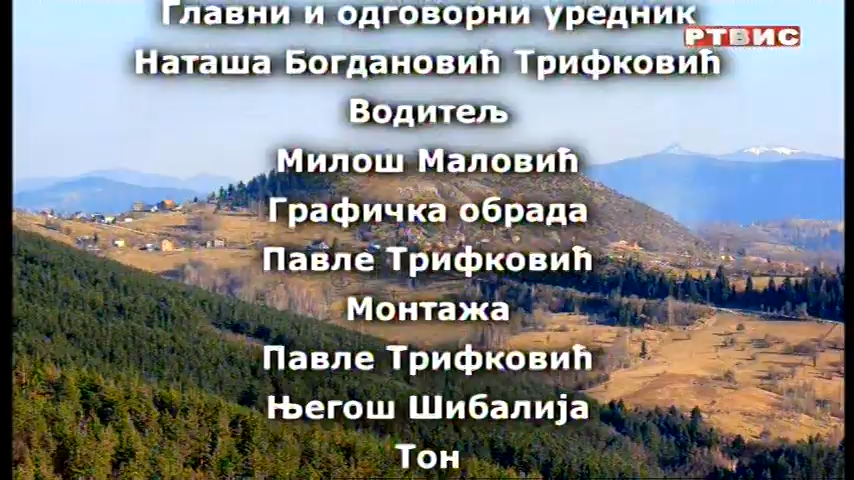 Главни и одговорни уредник
РТВИС
Наташа Богдановић Трифковић
Водитељ
Милош Маловић
Графичка обрада
Павле Трифковић
Монтажа
Павле Трифковић
Његош Шибалија
Тон